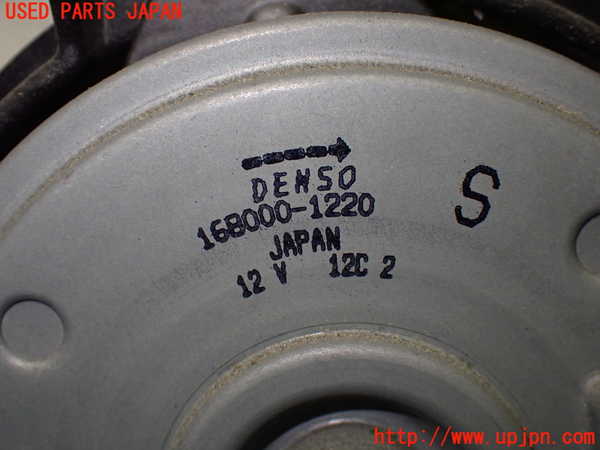 USED PARTS JAPAN
DENSO
168000-1220
S
JAPAN
12 V 12C 2
http://www.upjpn.com/